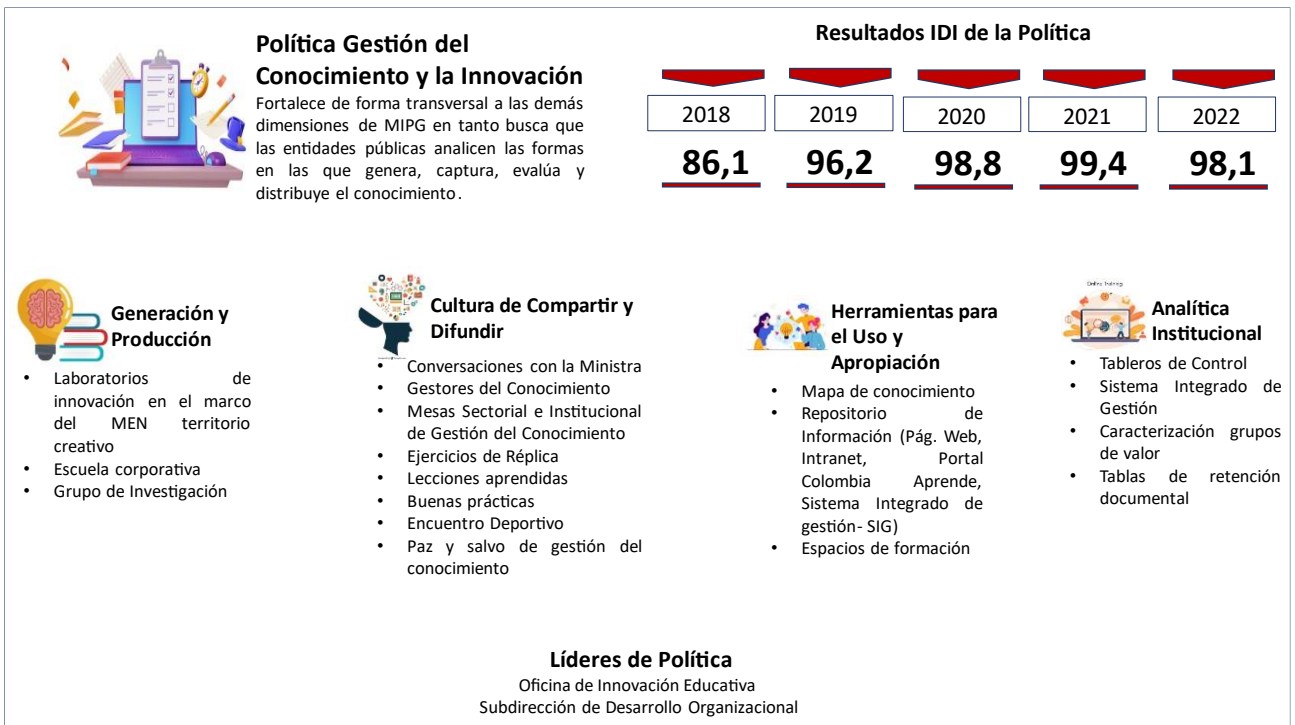 Política Gestión del
Conocimiento y la Innovación
Fortalece de forma transversal a las demás
dimensiones de MIPG en tanto busca que
las entidades públicas analicen las formas
en las que genera, captura, evalúa y
distribuye el conocimiento.
Resultados IDI de la Política
2018
2019
2020
2021
2022
86,1
96,2
98,8
99,4
98,1
Generación y
Producción
• Laboratorios de
innovación en el marco
del MEN territorio
creativo
• Escuela corporativa
• Grupo de Investigación
Cultura de Compartir y
Difundir
• Conversaciones con la Ministra
• Gestores del Conocimiento
• Mesas Sectorial e Institucional
de Gestión del Conocimiento
• Ejercicios de Réplica
• Lecciones aprendidas
• Buenas prácticas
• Encuentro Deportivo
• Paz y salvo de gestión del
conocimiento
Herramientas para
el Uso y
Apropiación
• Mapa de conocimiento
• Repositorio de
Información (Pág. Web,
Intranet, Portal
Colombia Aprende,
Sistema Integrado de
gestión- SIG)
• Espacios de formación
Online Training
Analítica
Institucional
• Tableros de Control
• Sistema Integrado de
Gestión
• Caracterización grupos
de valor
• Tablas de retención
documental
Líderes de Política
Oficina de Innovación Educativa
Subdirección de Desarrollo Organizacional